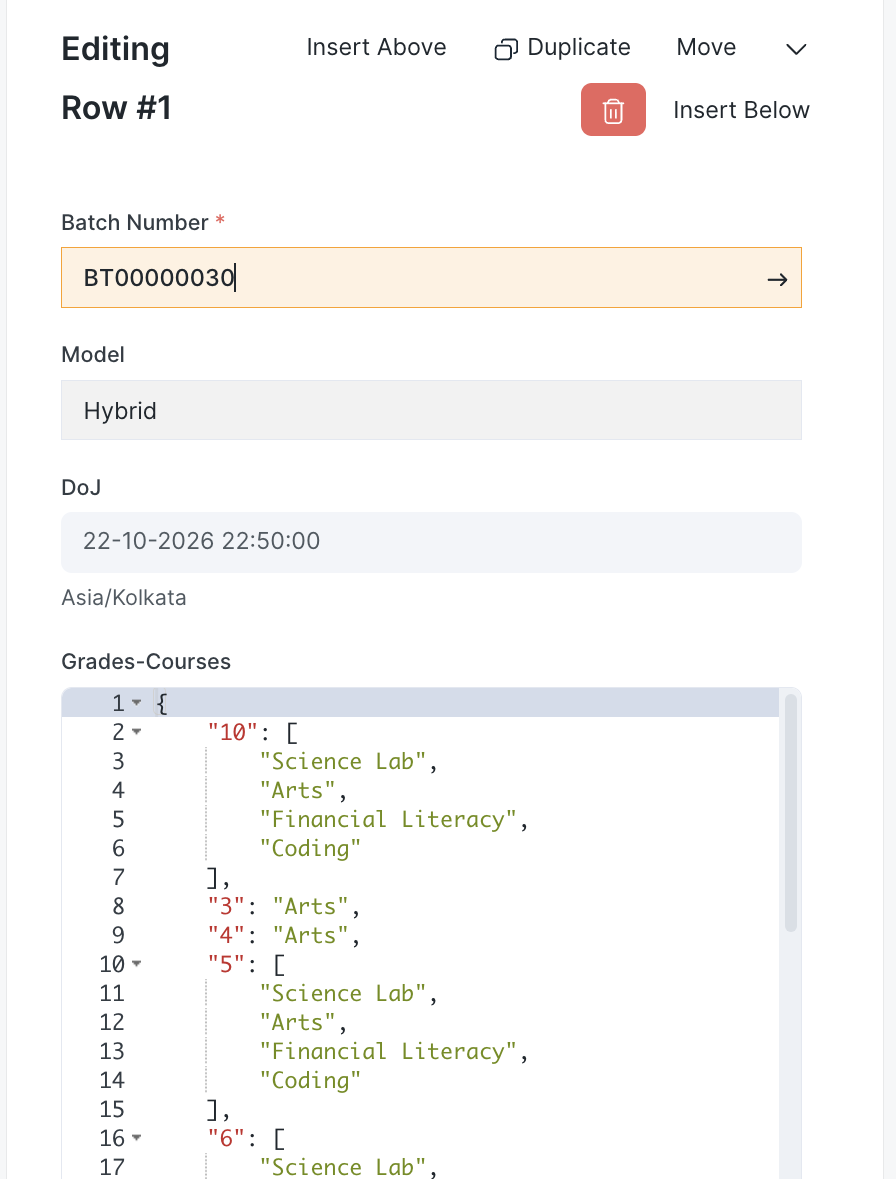 Editing Insert Above Duplicate Move
Row #1 Insert Below
Batch Number *
BT00000030
Model
Hybrid
DoJ
22-10-2026 22:50:00
Asia/Kolkata
Grades-Courses
1 {
2 "10": [
3 "Science Lab",
4 "Arts",
5 "Financial Literacy",
6 "Coding"
7 ],
8 "3": "Arts",
9 "4": "Arts",
10 "5": [
11 "Science Lab",
12 "Arts",
13 "Financial Literacy",
14 "Coding"
15 ],
16 "6": [
17 "Science Lab",